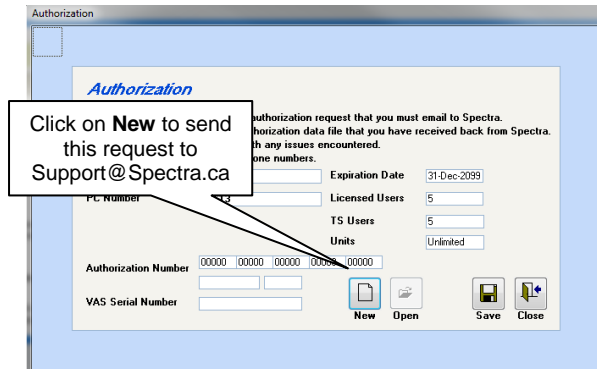 Authorization
Authorization
authorization request that you must email to Spectra.
horization data file that you have received back from Spectra.
th any issues encountered.
one numbers.
Click on New to send
this request to
Support@Spectra.ca
Expiration Date 31-Dec-2099
PC Number 13 Licensed Users 5
TS Users 5
Units Unlimited
Authorization Number 00000 00000 00000 00000 00000
VAS Serial Number
New Open Save Close